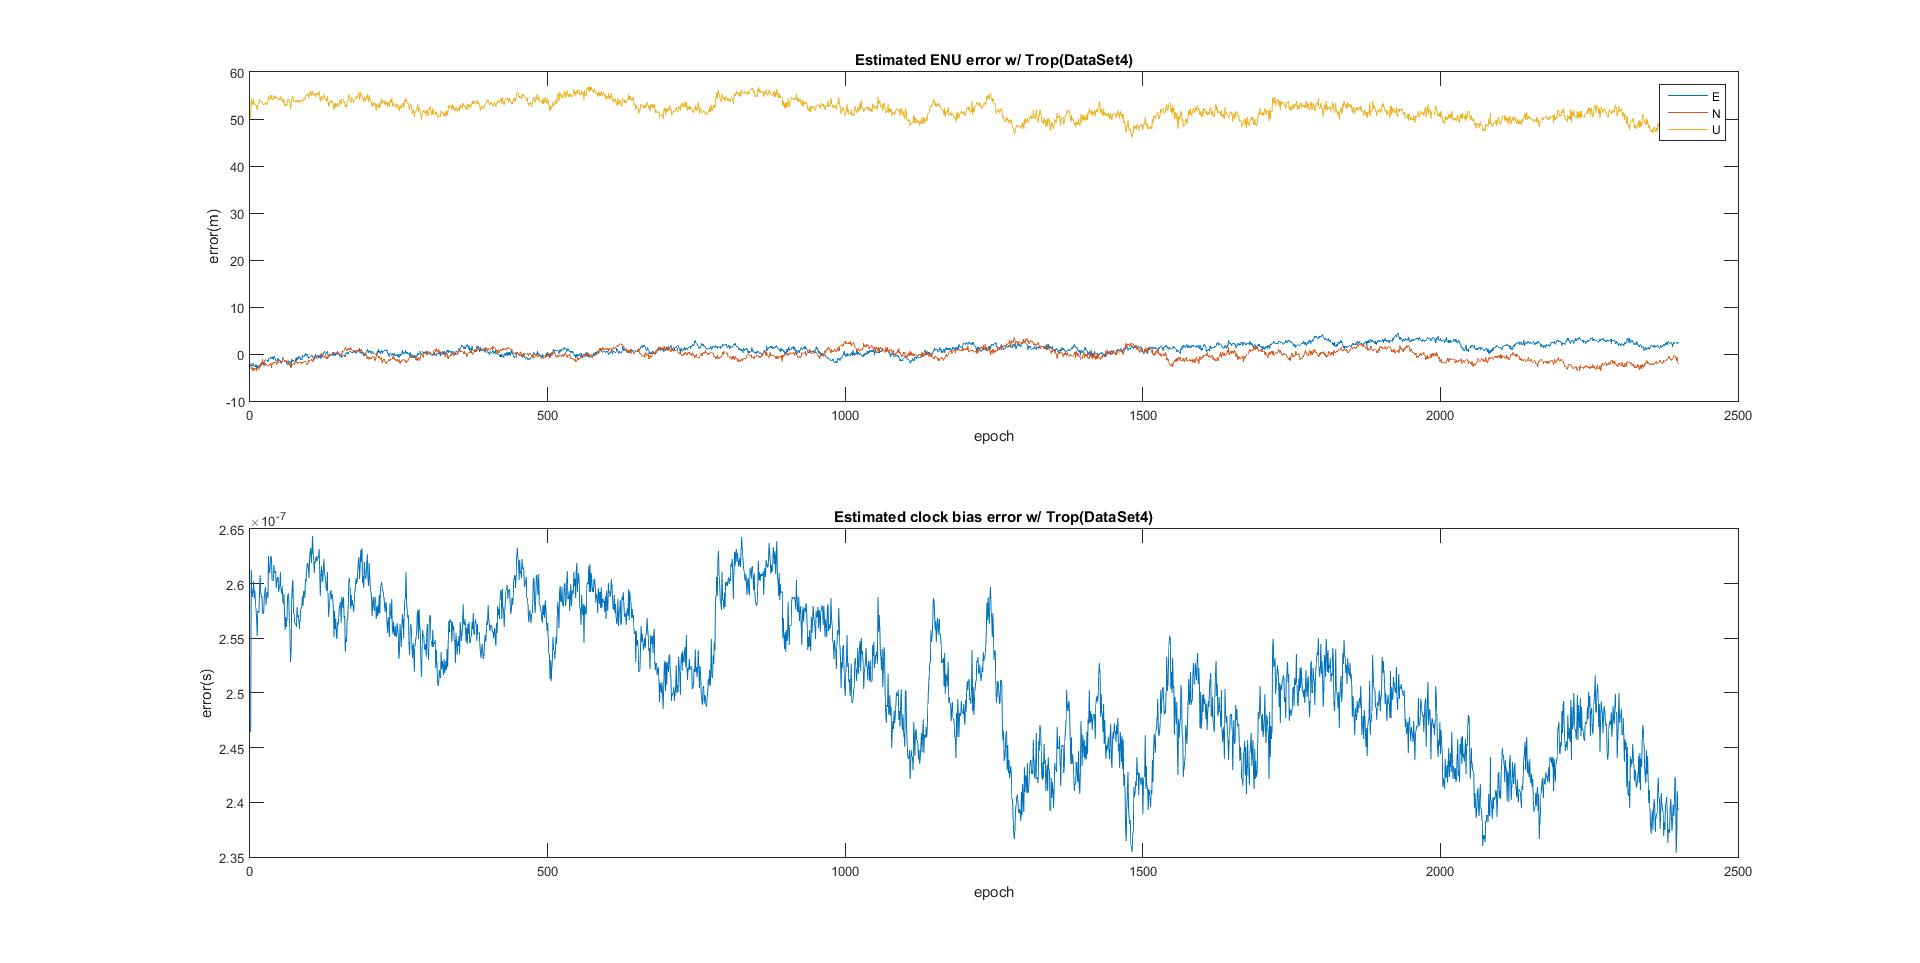 Estimated ENU error w/ Trop(DataSet4)
60
50
40
30
20
10
0
-10
error(m)
E
N
U
0 500 1000 1500 2000 2500
epoch
Estimated clock bias error w/ Trop(DataSet4)
×10-7
2.65
2.6
2.55
2.5
2.45
2.4
2.35
error(s)
0 500 1000 1500 2000 2500
epoch